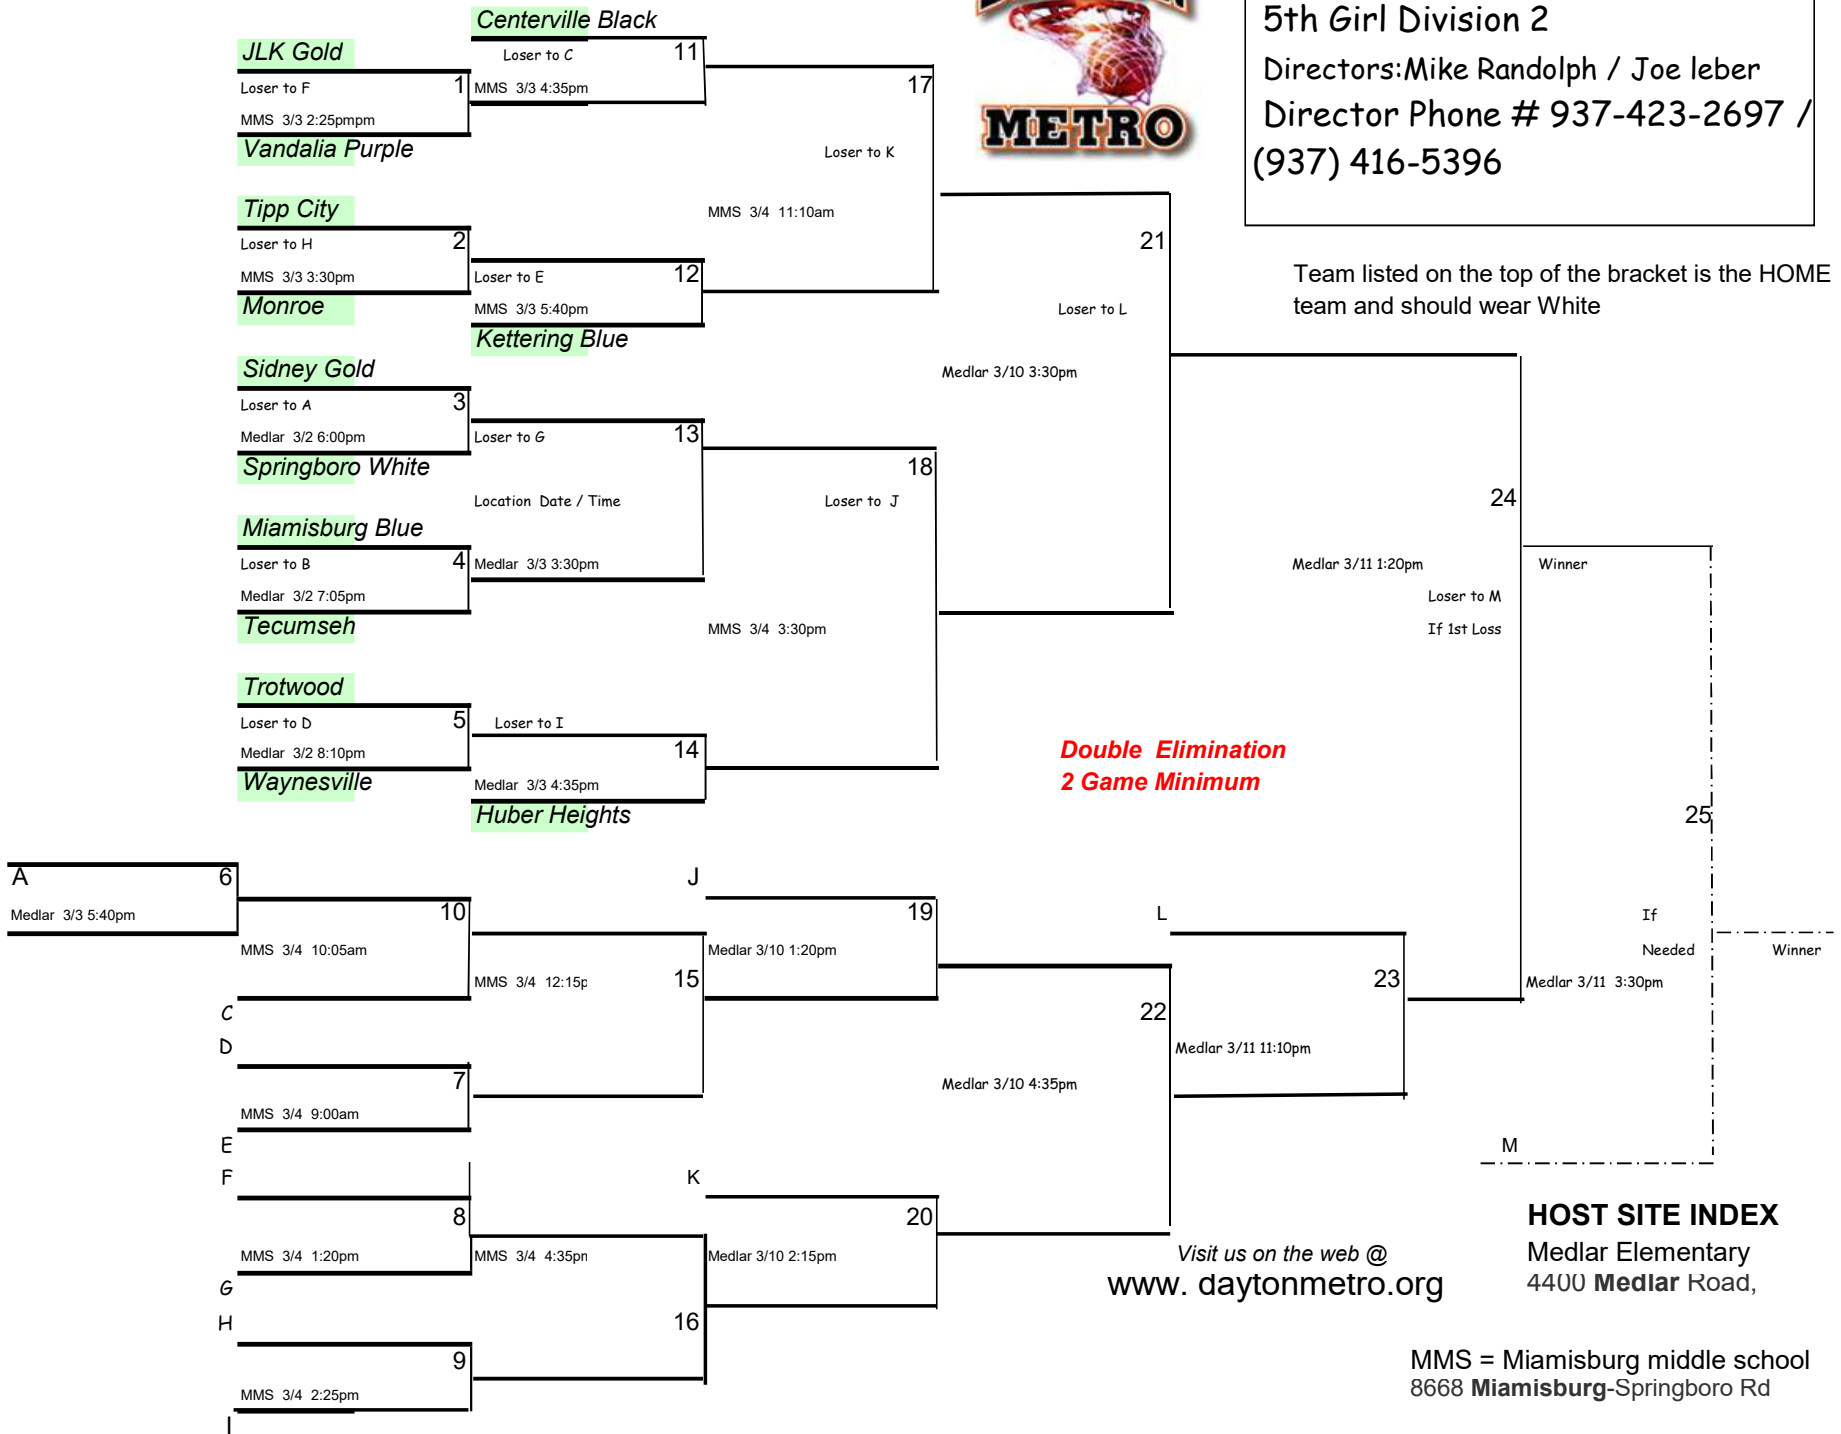 METRO
5th Girl Division 2
Directors:Mike Randolph / Joe leber
Director Phone # 937-423-2697 /
(937) 416-5396
Team listed on the top of the bracket is the HOME
team and should wear White
Centerville Black
Loser to C
11
MMS 3/3 4:35pm
JLK Gold
Loser to F
1
MMS 3/3 2:25pmpm
Vandalia Purple
17
Loser to K
MMS 3/4 11:10am
Tipp City
Loser to H
2
MMS 3/3 3:30pm
Monroe
Loser to E
12
MMS 3/3 5:40pm
Kettering Blue
21
Loser to L
Medlar 3/10 3:30pm
Sidney Gold
Loser to A
3
Medlar 3/2 6:00pm
Springboro White
Loser to G
13
Location Date / Time
Medlar 3/3 3:30pm
18
Loser to J
MMS 3/4 3:30pm
Miamisburg Blue
Loser to B
4
Medlar 3/2 7:05pm
Tecumseh
24
Medlar 3/11 1:20pm
Loser to M
If 1st Loss
Winner
Trotwood
Loser to D
5
Medlar 3/2 8:10pm
Waynesville
Loser to I
14
Medlar 3/3 4:35pm
Huber Heights
Double Elimination
2 Game Minimum
25
A
6
Medlar 3/3 5:40pm
10
MMS 3/4 10:05am
C
D
7
MMS 3/4 9:00am
E
F
8
MMS 3/4 1:20pm
G
H
9
MMS 3/4 2:25pm
I
MMS 3/4 12:15p
15
MMS 3/4 4:35pm
16
J
19
Medlar 3/10 1:20pm
K
20
Medlar 3/10 2:15pm
22
Medlar 3/10 4:35pm
L
23
Medlar 3/11 11:10pm
If
Needed
Winner
Medlar 3/11 3:30pm
M
Visit us on the web @
www. daytonmetro.org
HOST SITE INDEX
Medlar Elementary
4400 Medlar Road,
MMS = Miamisburg middle school
8668 Miamisburg-Springboro Rd